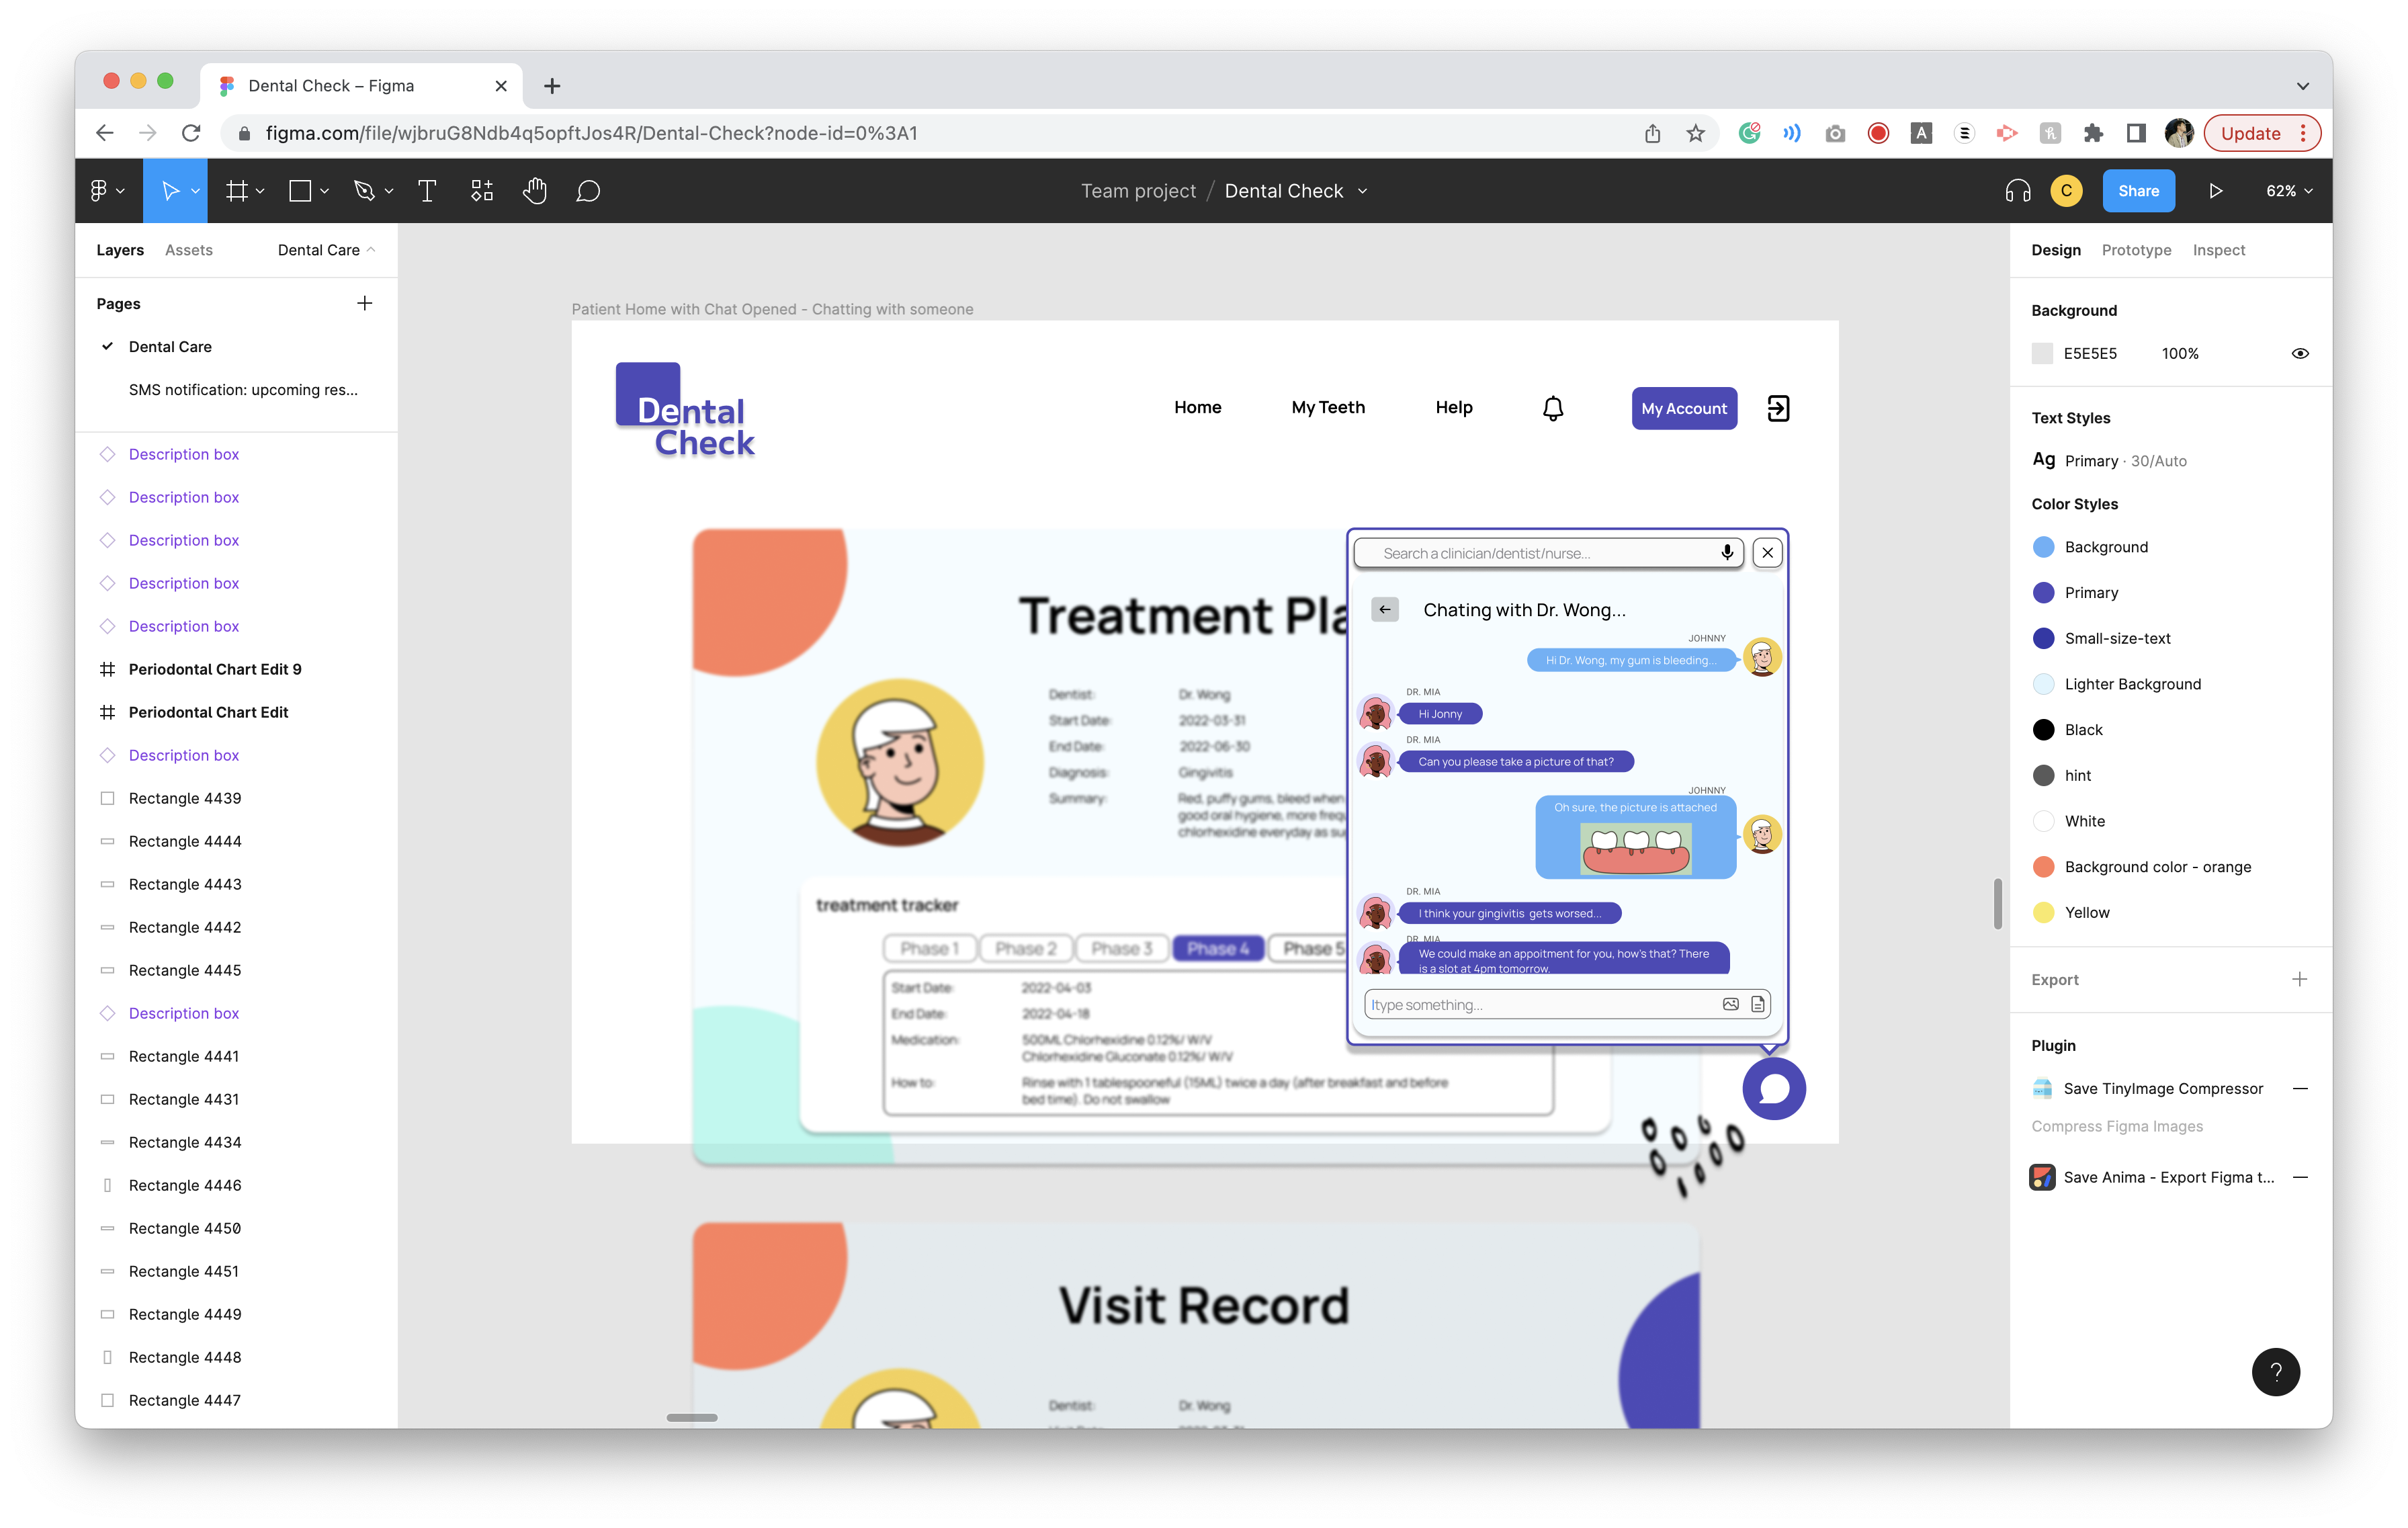 Dental Check – Figma
figma.com/file/wjbruG8Ndb4q5opftJos4R/Dental-Check?node-id=0%3A1
A
Update
T
Team project / Dental Check
C
Share
62%
Layers
Assets
Dental Care
Pages
Dental Care
SMS notification: upcoming res...
Description box
Description box
Description box
Description box
Description box
Periodontal Chart Edit 9
Periodontal Chart Edit
Description box
Rectangle 4439
Rectangle 4444
Rectangle 4443
Rectangle 4442
Rectangle 4445
Description box
Rectangle 4441
Rectangle 4431
Rectangle 4434
Rectangle 4446
Rectangle 4450
Rectangle 4451
Rectangle 4449
Rectangle 4448
Rectangle 4447
Patient Home with Chat Opened - Chatting with someone
Dental
Check
Home
My Teeth
Help
My Account
Treatment Pla
Dentist:
Dr. Wong
Start Date:
2022-03-31
End Date:
2022-06-30
Diagnosis:
Gingivitis
Summary:
Red, puffy gums, bleed when
good oral hygiene, more freq
chlorhexidine everyday as su
treatment tracker
Phase 1
Phase 2
Phase 3
Phase 4
Phase 5
Start Date:
2022-04-03
End Date:
2022-04-18
Medication:
500ML Chlorhexidine 0.12%/ W/V
Chlorhexidine Gluconate 0.12%/ W/V
How to:
Rinse with 1 tablespooneful (15ML) twice a day (after breakfast and before
bed time). Do not swallow
Search a clinician/dentist/nurse...
Chating with Dr. Wong...
JOHNNY
Hi Dr. Wong, my gum is bleeding...
DR. MIA
Hi Jonny
DR. MIA
Can you please take a picture of that?
JOHNNY
Oh sure, the picture is attached
DR. MIA
I think your gingivitis gets worsed...
DR. MIA
We could make an appoitment for you, how's that? There
is a slot at 4pm tomorrow.
type something...
Visit Record
Dentist:
Dr. Wong
Design
Prototype
Inspect
Background
E5E5E5
100%
Text Styles
Ag Primary · 30/Auto
Color Styles
Background
Primary
Small-size-text
Lighter Background
Black
hint
White
Background color - orange
Yellow
Export
Plugin
Save TinyImage Compressor
Compress Figma Images
Save Anima - Export Figma t...
?